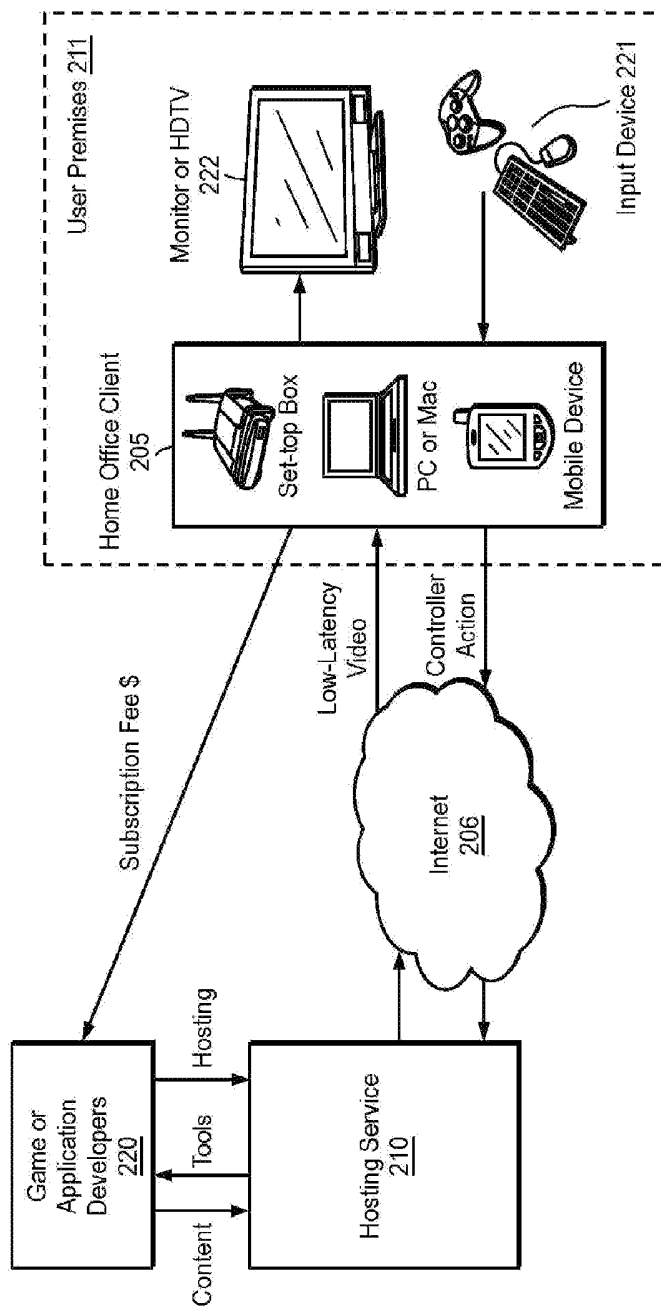 Game or
Application
Developers
220
Content
Tools
Hosting
Hosting Service
210
Subscription Fee $
Internet
206
Low-Latency
Video
Controller
Action
User Premises 211
Home Office Client
205
Set-top Box
PC or Mac
Mobile Device
Monitor or HDTV
222
Input Device 221